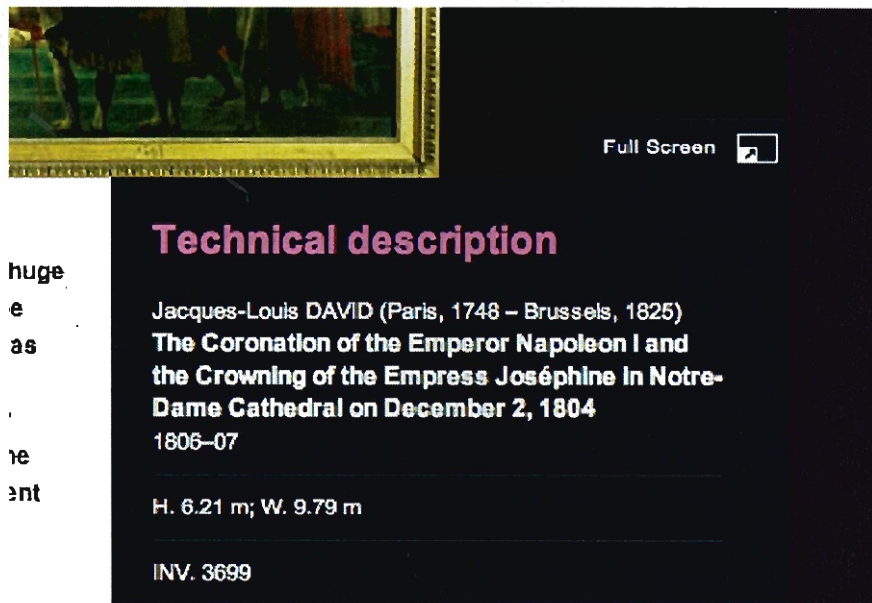 Full Screen
Technical description
huge
as
ent
Jacques-Louis DAVID (Paris, 1748 – Brussels, 1825)
The Coronation of the Emperor Napoleon I and
the Crowning of the Empress Joséphine in Notre-
Dame Cathedral on December 2, 1804
1806–07
H. 6.21 m; W. 9.79 m
INV. 3699